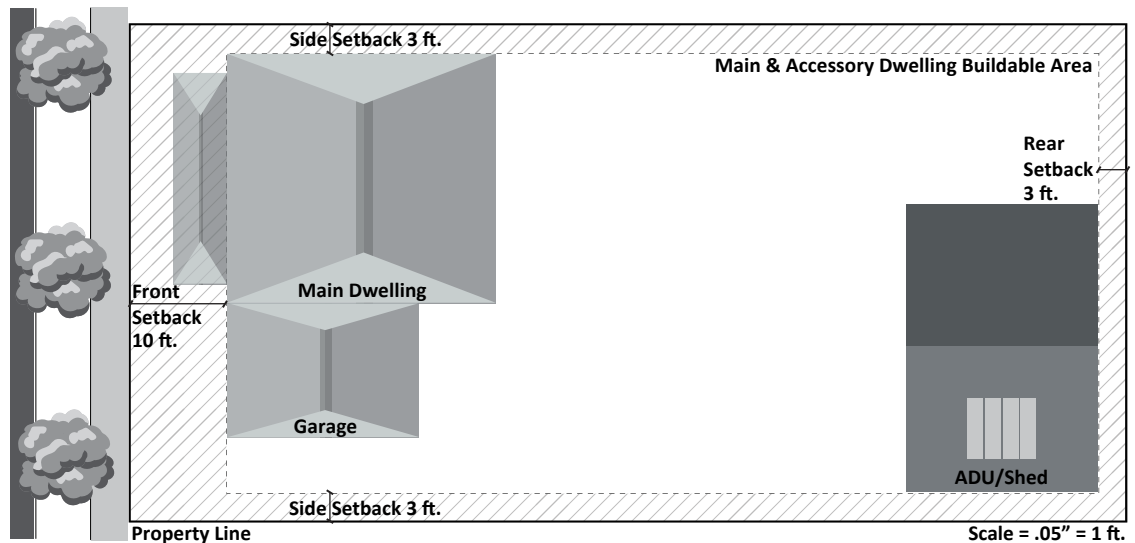 Side Setback 3 ft.
Main & Accessory Dwelling Buildable Area
Rear
Setback
3 ft.
Main Dwelling
Front
Setback
10 ft.
Garage
ADU/Shed
Side Setback 3 ft.
Property Line
Scale = .05” = 1 ft.